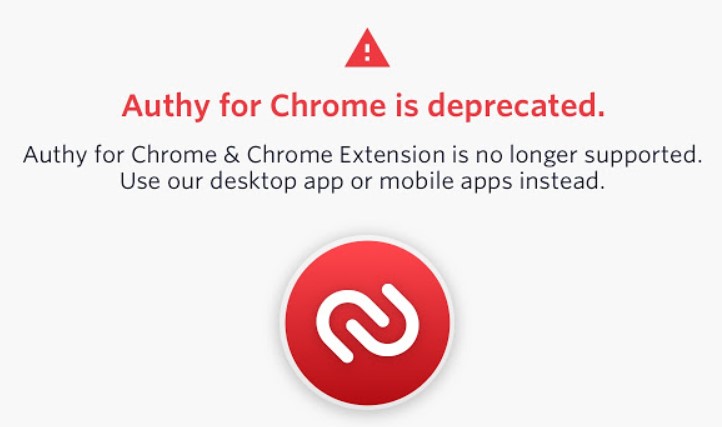 Authy for Chrome is deprecated.
Authy for Chrome & Chrome Extension is no longer supported.
Use our desktop app or mobile apps instead.